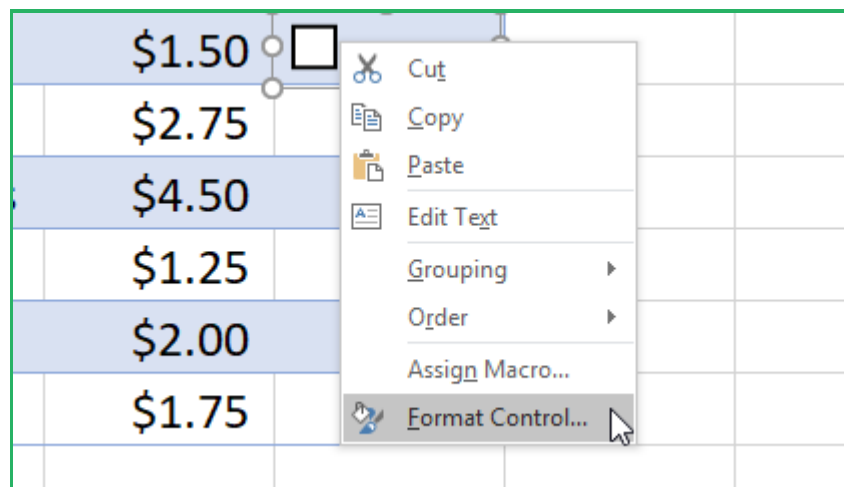 $1.50
$2.75
$4.50
$1.25
$2.00
$1.75
Cut
Copy
Paste
Edit Text
Grouping
Order
Assign Macro...
Format Control...